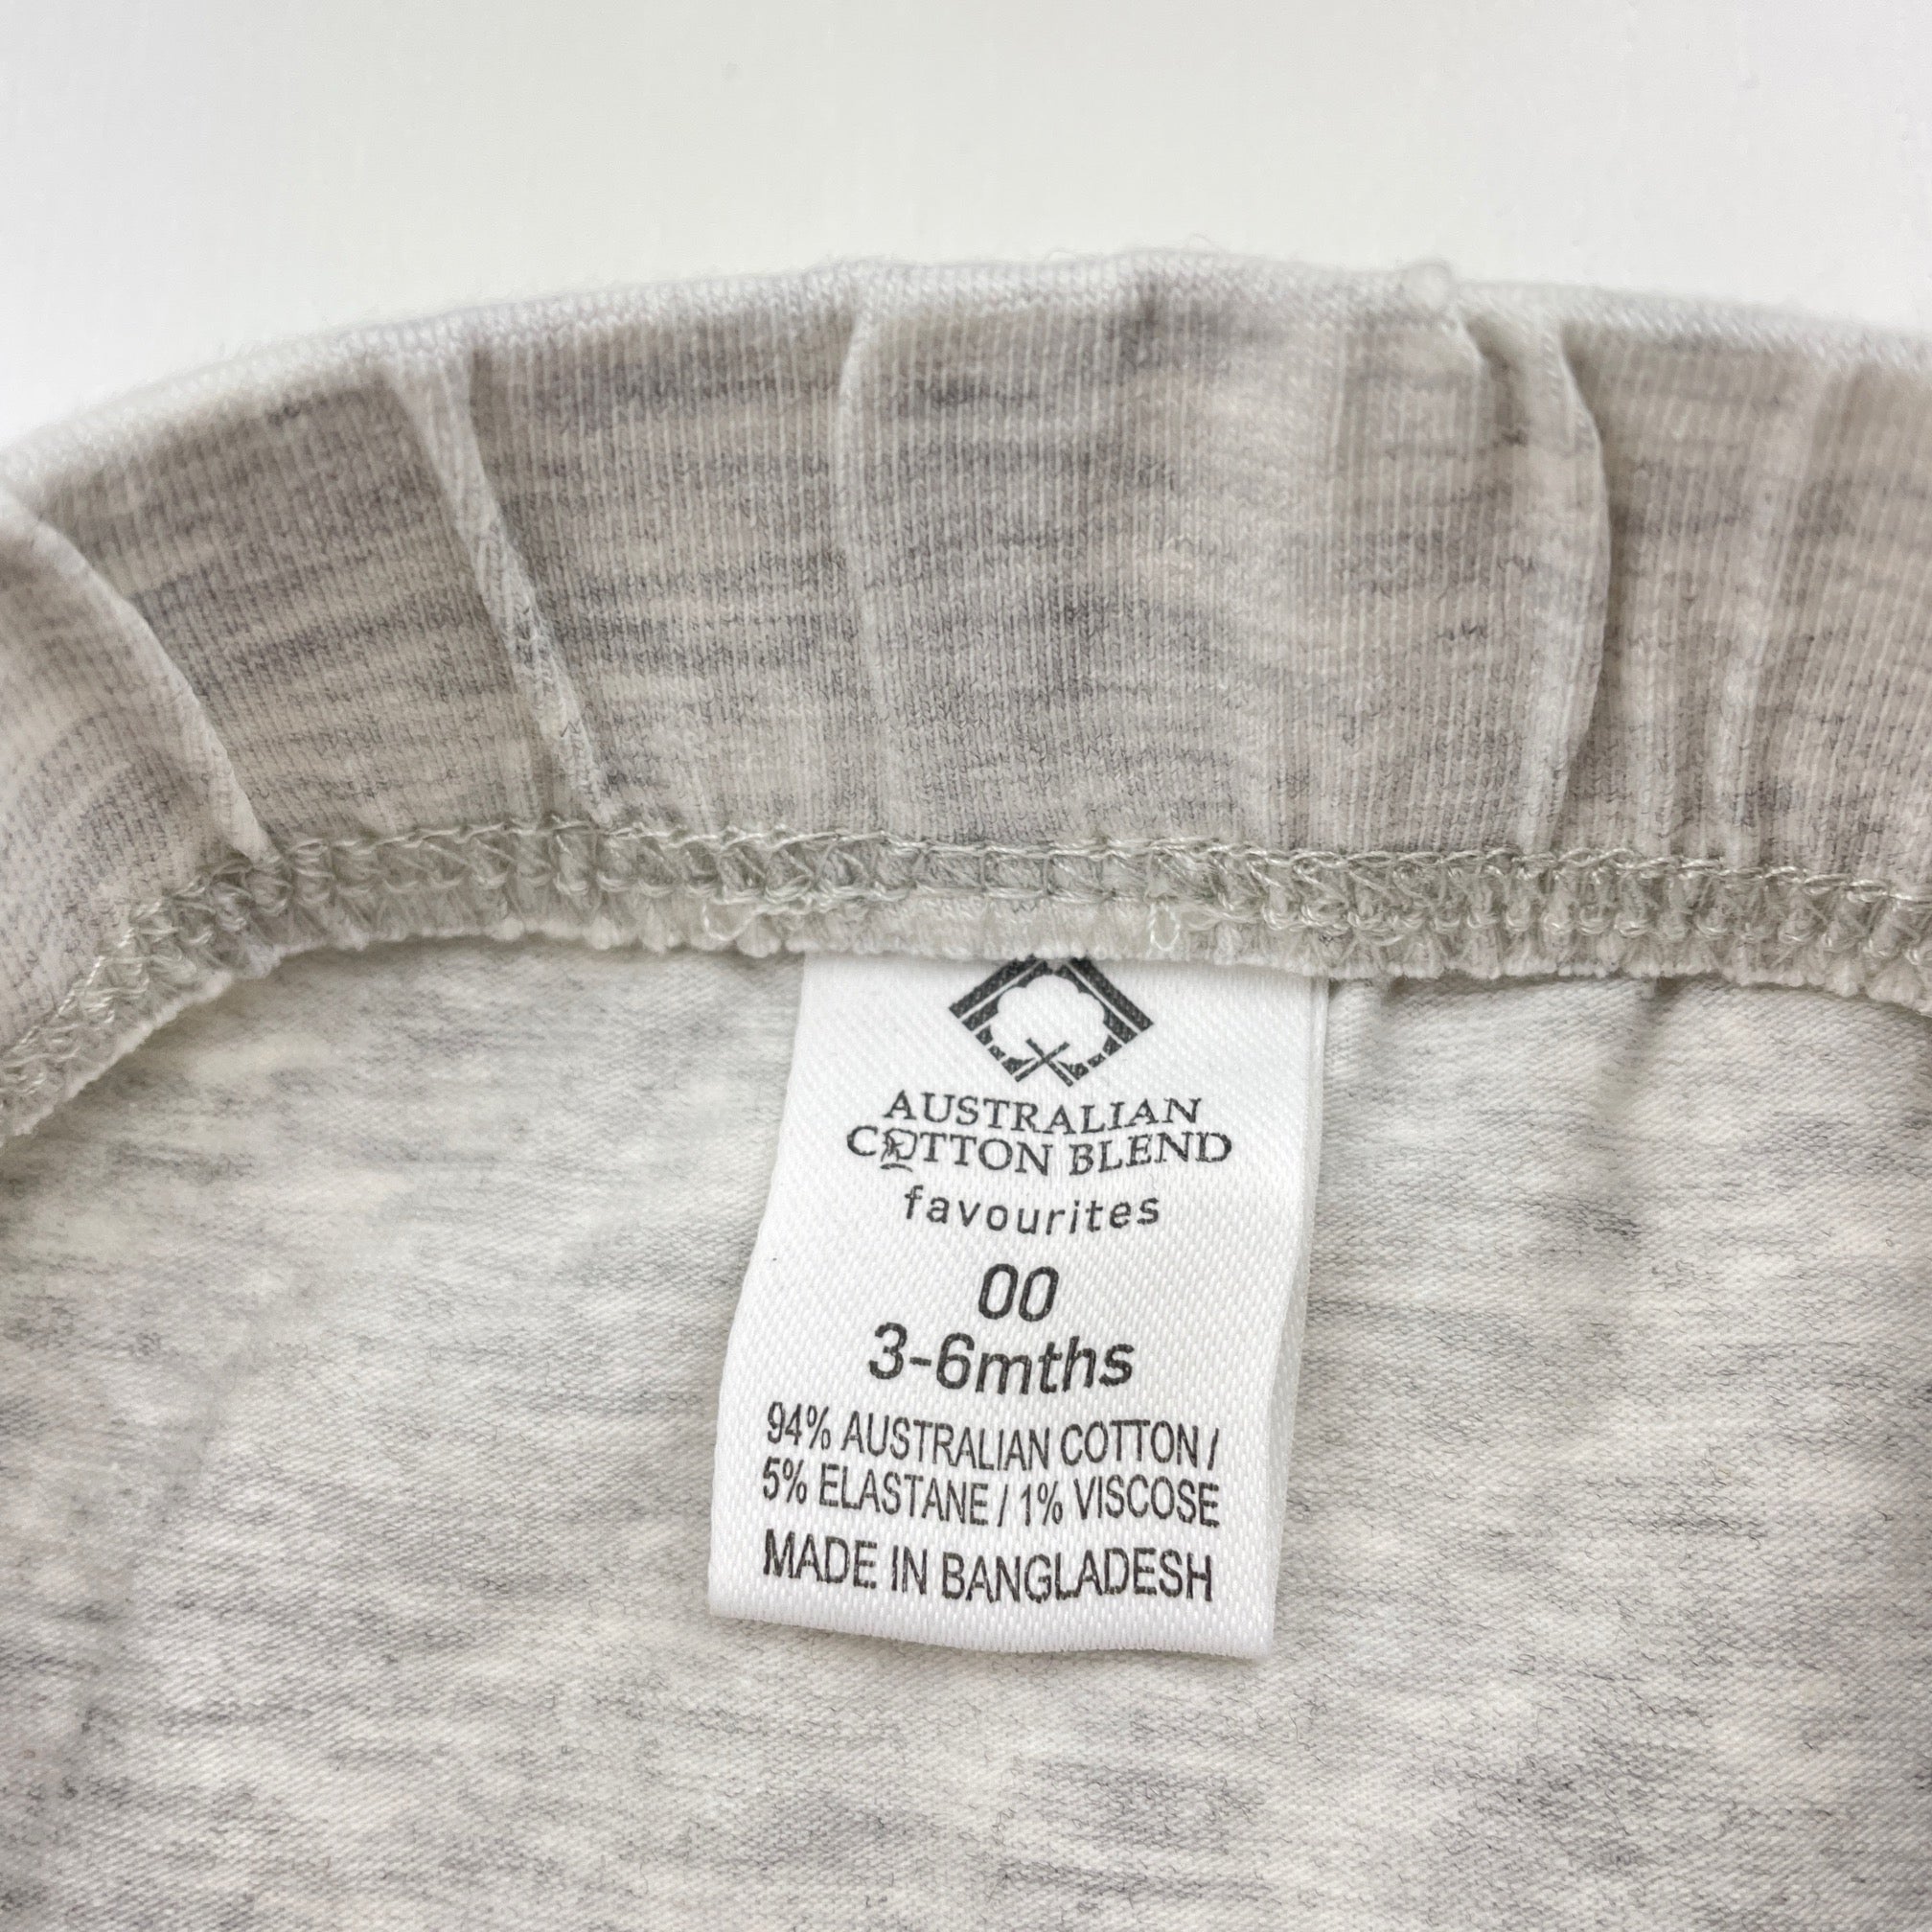 AUSTRALIAN
COTTON BLEND
favourites
00
3-6mths
94% AUSTRALIAN COTTON /
5% ELASTANE / 1% VISCOSE
MADE IN BANGLADESH